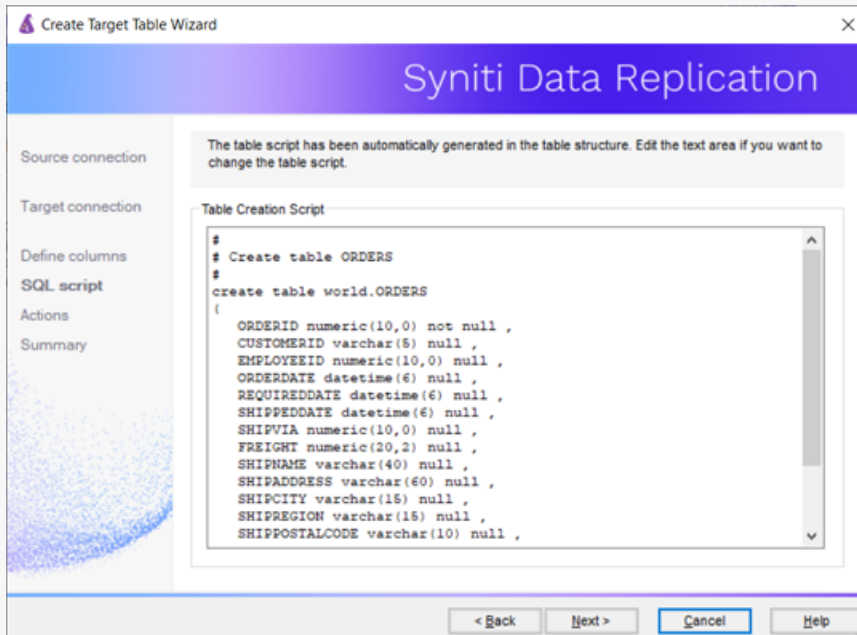 Create Target Table Wizard
Syniti Data Replication
Source connection
Target connection
Define columns
SQL script
Actions
Summary
The table script has been automatically generated in the table structure. Edit the text area if you want to
change the table script.
Table Creation Script
#
# Create table ORDERS
#
create table world.ORDERS
(
ORDERID numeric(10,0) not null ,
CUSTOMERID varchar(5) null ,
EMPLOYEEID numeric(10,0) null ,
ORDERDATE datetime(6) null ,
REQUIREDDATE datetime(6) null ,
SHIPPEDDATE datetime(6) null ,
SHIPVIA numeric(10,0) null ,
FREIGHT numeric(20,2) null ,
SHIPNAME varchar(40) null ,
SHIPADDRESS varchar(60) null ,
SHIPCITY varchar(15) null ,
SHIPREGION varchar(15) null ,
SHIPPOSTALCODE varchar(10) null ,
< Back
Next >
Cancel
Help